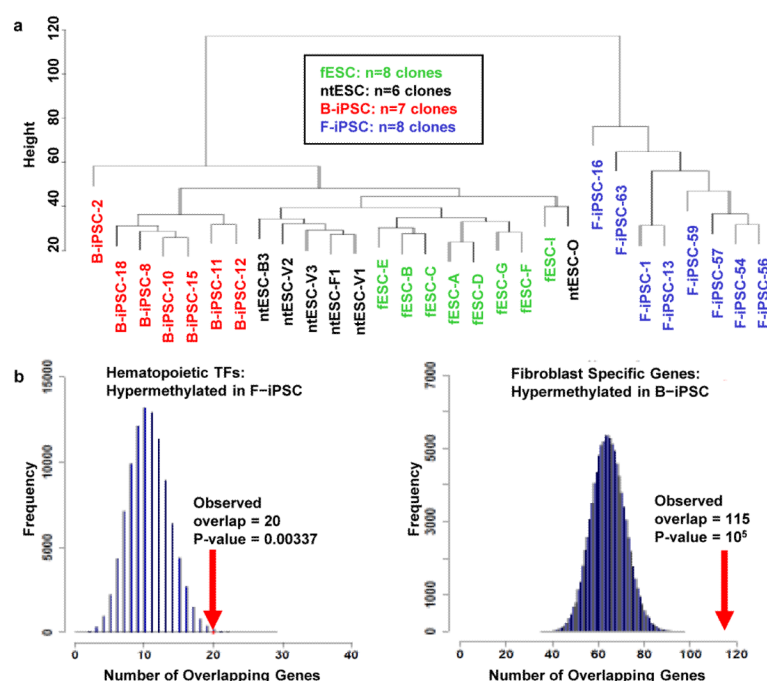 a
Height
120
100
80
60
40
20
fESC: n=8 clones
ntESC: n=6 clones
B-iPSC: n=7 clones
F-iPSC: n=8 clones
B-iPSC-2
B-iPSC-18
B-iPSC-8
B-iPSC-10
B-iPSC-15
B-iPSC-11
B-iPSC-12
ntESC-B3
ntESC-V2
ntESC-V3
ntESC-F1
ntESC-V1
fESC-E
fESC-B
fESC-C
fESC-A
fESC-D
fESC-G
fESC-F
fESC-I
ntESC-O
F-iPSC-16
F-iPSC-63
F-iPSC-1
F-iPSC-13
F-iPSC-59
F-iPSC-57
F-iPSC-54
F-iPSC-56
b
Hematopoietic TFs:
Hypermethylated in F−iPSC
Frequency
15000
10000
5000
0
Observed
overlap = 20
P-value = 0.00337
0 10 20 30 40
Number of Overlapping Genes
Fibroblast Specific Genes:
Hypermethylated in B−iPSC
Frequency
7000
5000
3000
1000
0
Observed
overlap = 115
P-value = 10⁵
0 20 40 60 80 100 120
Number of Overlapping Genes